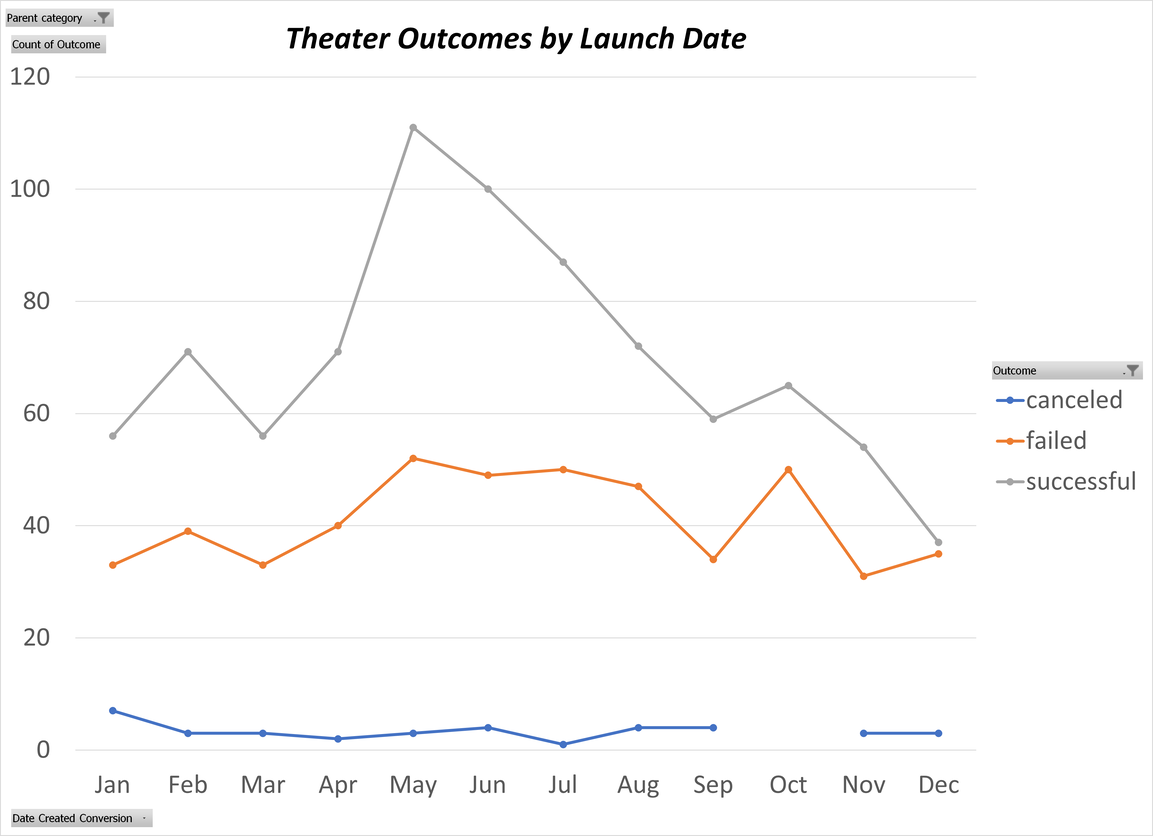 Parent category
Theater Outcomes by Launch Date
Count of Outcome
120
100
80
60
40
20
0
Jan Feb Mar Apr May Jun Jul Aug Sep Oct Nov Dec
Outcome
canceled
failed
successful
Date Created Conversion